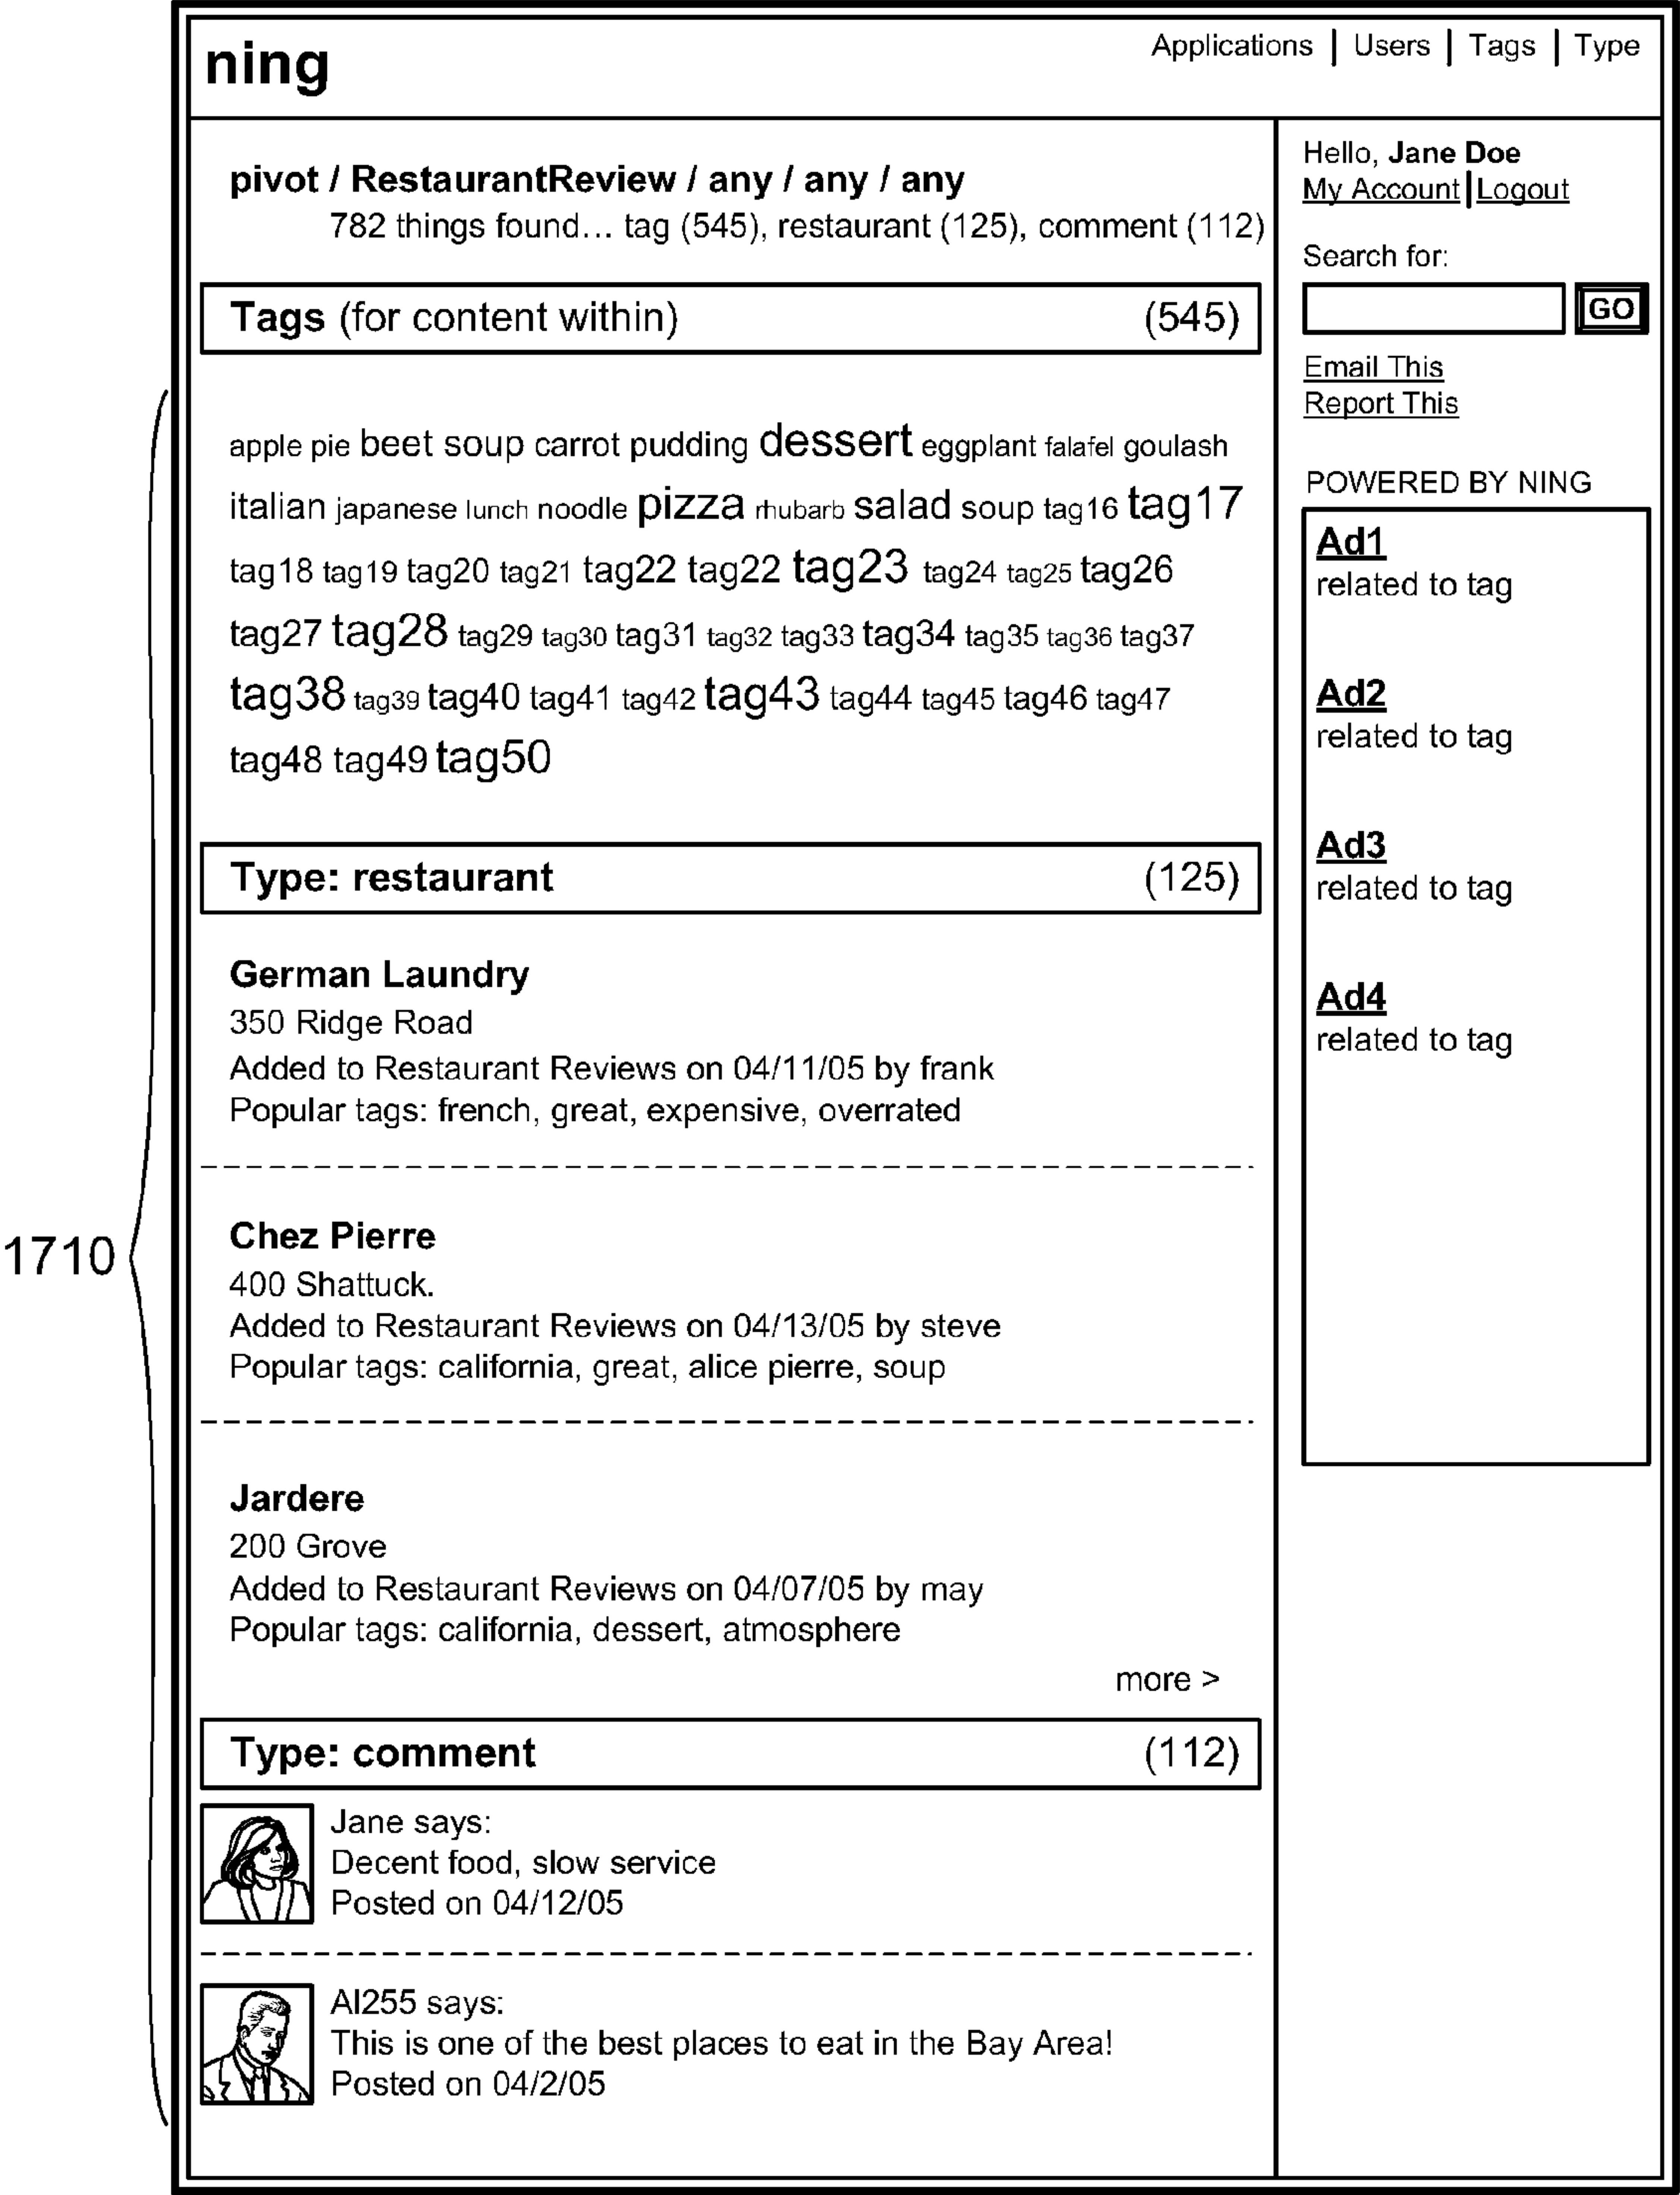 ning
Applications | Users | Tags | Type
pivot / RestaurantReview / any / any / any
782 things found... tag (545), restaurant (125), comment (112)
Tags (for content within) (545)
apple pie beet soup carrot pudding dessert eggplant falafel goulash
italian japanese lunch noodle pizza rhubarb salad soup tag16 tag17
tag18 tag19 tag20 tag21 tag22 tag22 tag23 tag24 tag25 tag26
tag27 tag28 tag29 tag30 tag31 tag32 tag33 tag34 tag35 tag36 tag37
tag38 tag39 tag40 tag41 tag42 tag43 tag44 tag45 tag46 tag47
tag48 tag49 tag50
Type: restaurant (125)
German Laundry
350 Ridge Road
Added to Restaurant Reviews on 04/11/05 by frank
Popular tags: french, great, expensive, overrated
Chez Pierre
400 Shattuck.
Added to Restaurant Reviews on 04/13/05 by steve
Popular tags: california, great, alice pierre, soup
Jardere
200 Grove
Added to Restaurant Reviews on 04/07/05 by may
Popular tags: california, dessert, atmosphere
more >
Type: comment (112)
Jane says:
Decent food, slow service
Posted on 04/12/05
Al255 says:
This is one of the best places to eat in the Bay Area!
Posted on 04/2/05
Hello, Jane Doe
My Account | Logout
Search for:
GO
Email This
Report This
POWERED BY NING
Ad1
related to tag
Ad2
related to tag
Ad3
related to tag
Ad4
related to tag
1710